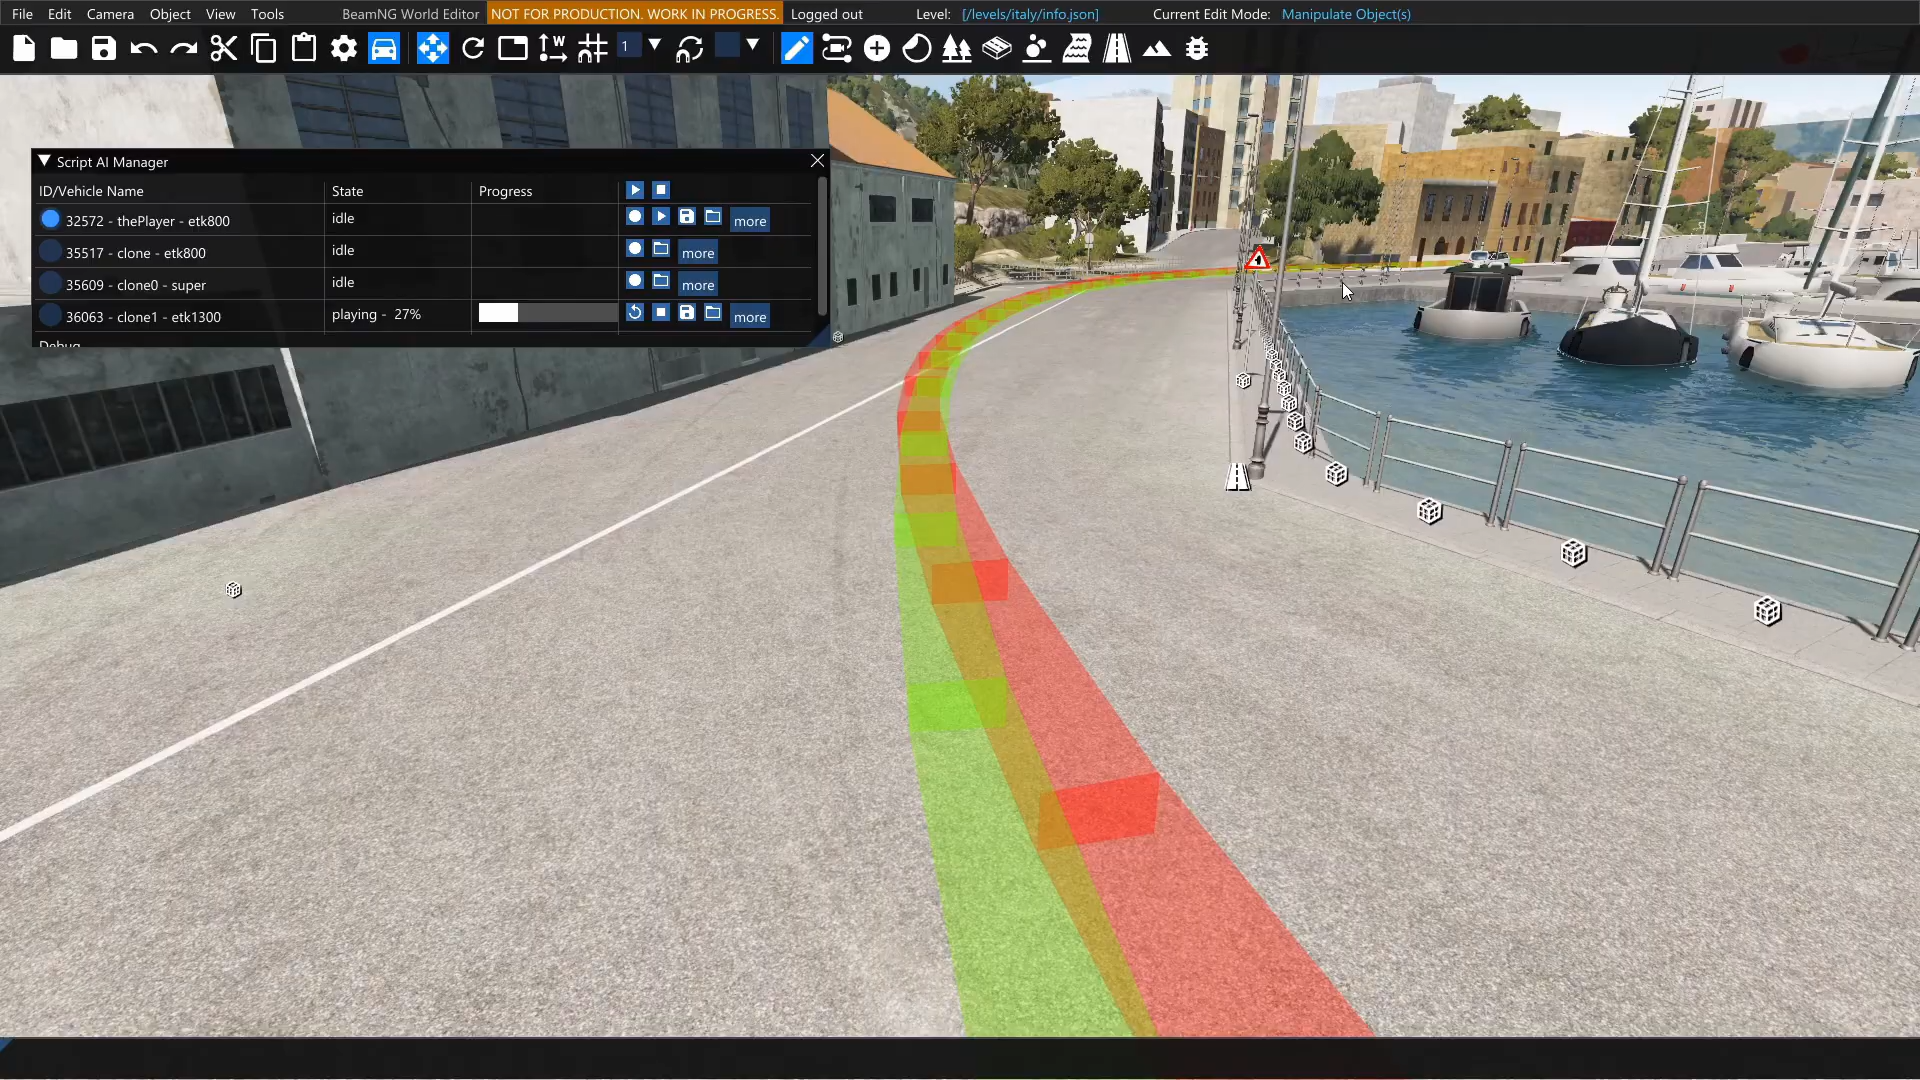 File Edit Camera Object View Tools BeamNG World Editor NOT FOR PRODUCTION. WORK IN PROGRESS. Logged out Level: [/levels/italy/info.json] Current Edit Mode: Manipulate Object(s)
W 1
Script AI Manager
ID/Vehicle Name State Progress
32572 - thePlayer - etk800 idle more
35517 - clone - etk800 idle more
35609 - clone0 - super idle more
36063 - clone1 - etk1300 playing - 27% more
Debug